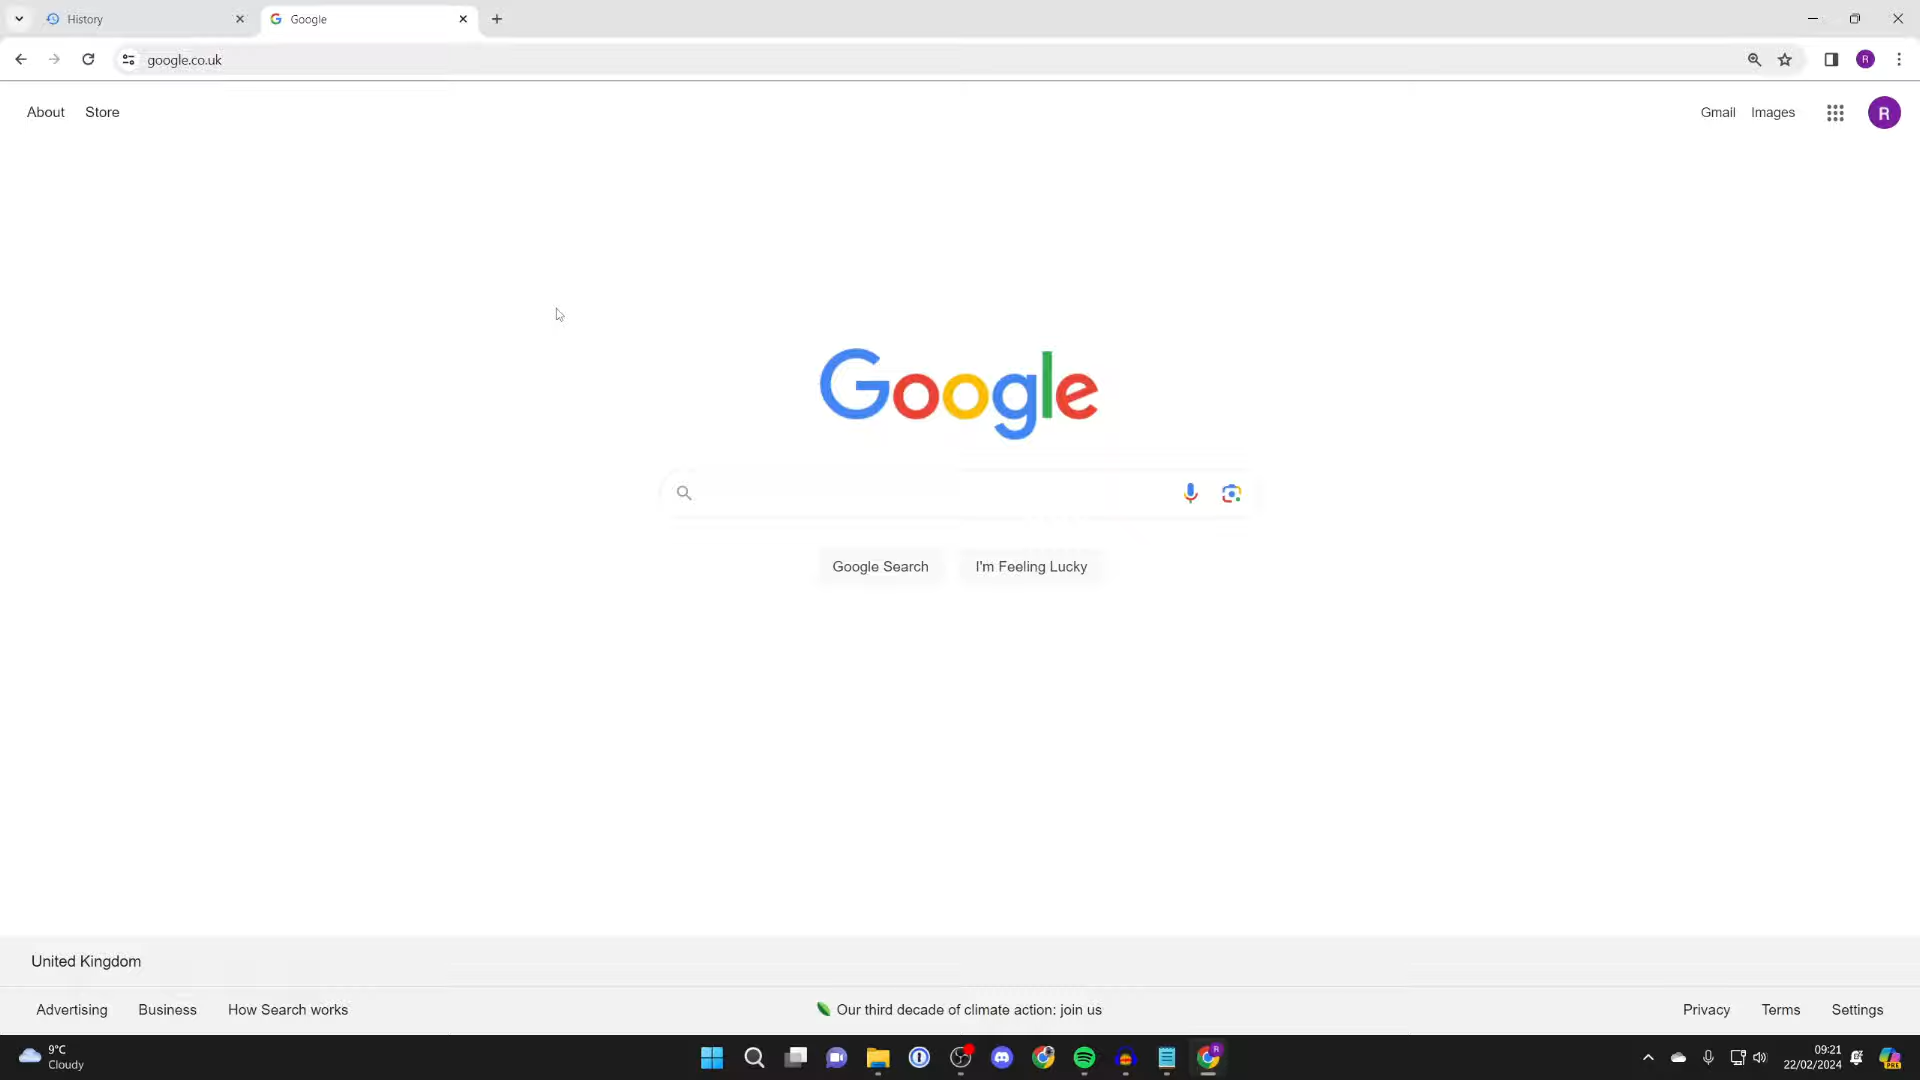 History
Google
google.co.uk
R
About
Store
Gmail
Images
R
Google
Google Search
I'm Feeling Lucky
United Kingdom
Advertising
Business
How Search works
Our third decade of climate action: join us
Privacy
Terms
Settings
9°C
Cloudy
R
09:21
22/02/2024
PRE